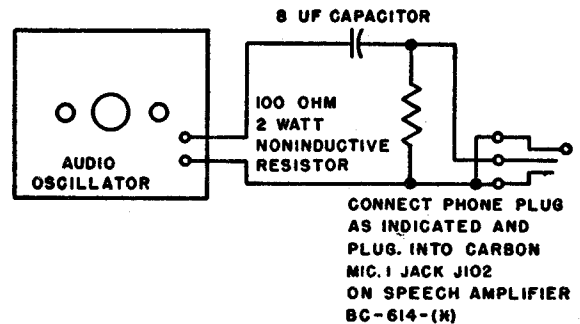 8 UF CAPACITOR
100 OHM
2 WATT
NONINDUCTIVE
RESISTOR
AUDIO
OSCILLATOR
CONNECT PHONE PLUG
AS INDICATED AND
PLUG. INTO CARBON
MIC. 1 JACK J102
ON SPEECH AMPLIFIER
BC-614-(*)